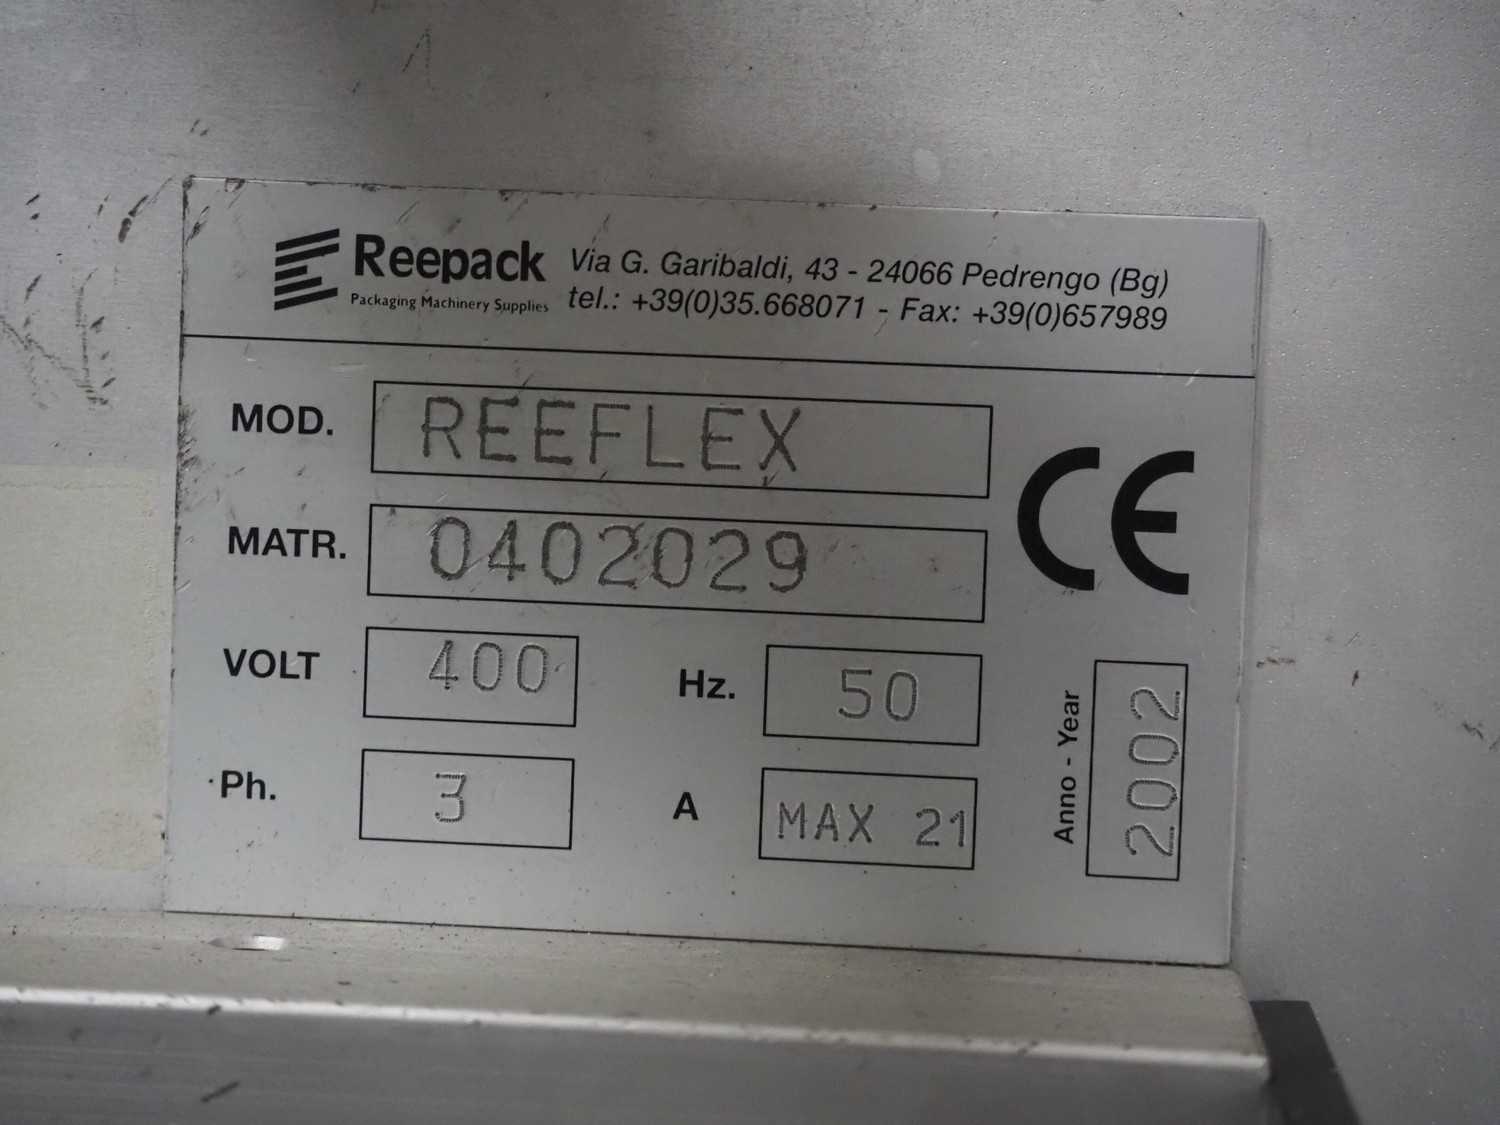 Reepack
Packaging Machinery Supplies
Via G. Garibaldi, 43 - 24066 Pedrengo (Bg)
tel.: +39(0)35.668071 - Fax: +39(0)657989
MOD. REEFLEX
MATR. 0402029
CE
VOLT 400 Hz. 50
Ph. 3 A MAX 21
Anno - Year 2002